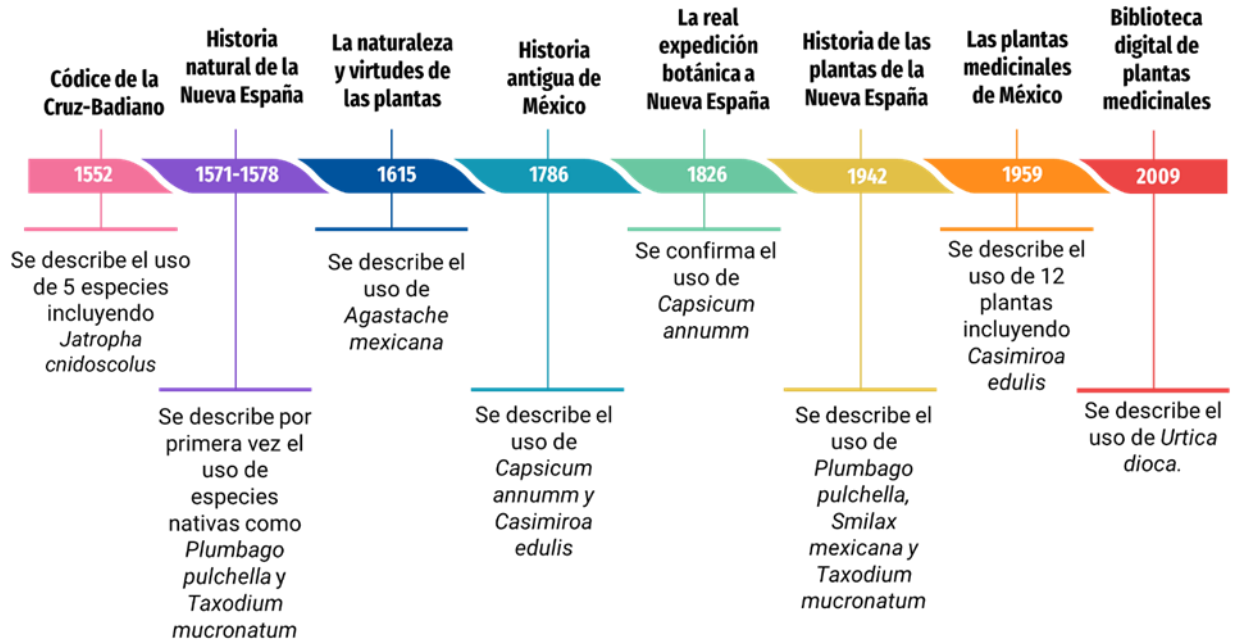 Códice de la
Cruz-Badiano
1552
Se describe el uso
de 5 especies
incluyendo
Jatropha
cnidoscolus
Historia
natural de la
Nueva España
1571-1578
Se describe por
primera vez el
uso de
especies
nativas como
Plumbago
pulchella y
Taxodium
mucronatum
La naturaleza
y virtudes de
las plantas
1615
Se describe el
uso de
Agastache
mexicana
Historia
antigua de
México
1786
Se describe el
uso de
Capsicum
annumm y
Casimiroa
edulis
La real
expedición
botánica a
Nueva España
1826
Se confirma el
uso de
Capsicum
annumm
Historia de las
plantas de la
Nueva España
1942
Se describe el
uso de
Plumbago
pulchella,
Smilax
mexicana y
Taxodium
mucronatum
Las plantas
medicinales
de México
1959
Se describe el
uso de 12
plantas
incluyendo
Casimiroa
edulis
Biblioteca
digital de
plantas
medicinales
2009
Se describe el
uso de Urtica
dioca.